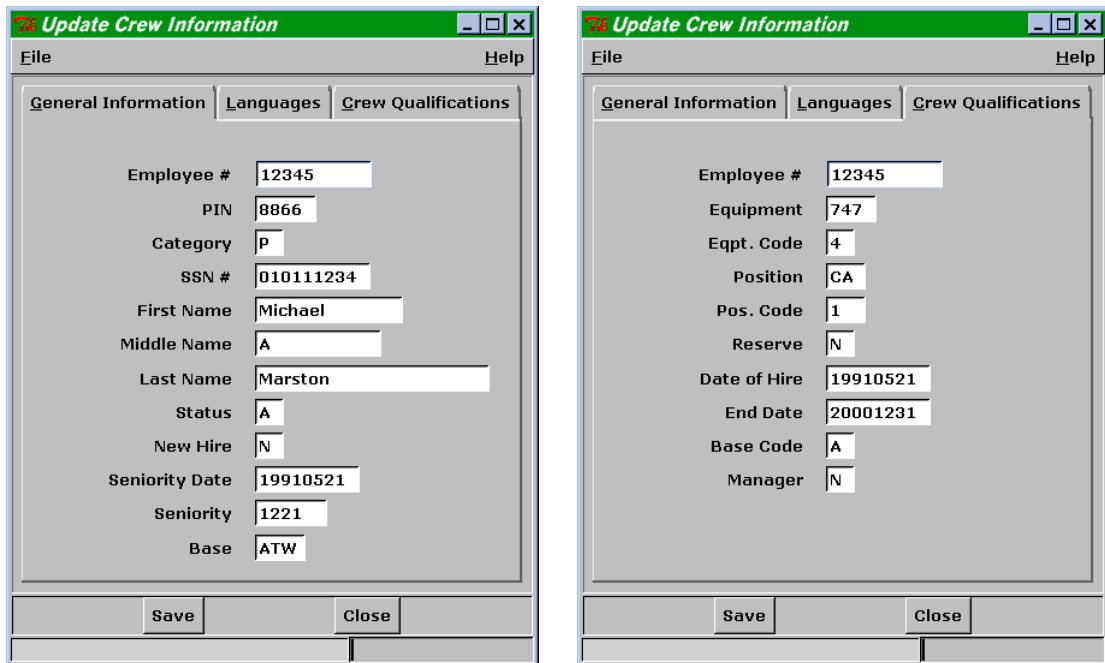 7% Update Crew Information
File Help
General Information Languages Crew Qualifications
Employee # 12345
PIN 8866
Category P
SSN # 010111234
First Name Michael
Middle Name A
Last Name Marston
Status A
New Hire N
Seniority Date 19910521
Seniority 1221
Base ATW
Save Close
7% Update Crew Information
File Help
General Information Languages Crew Qualifications
Employee # 12345
Equipment 747
Eqpt. Code 4
Position CA
Pos. Code 1
Reserve N
Date of Hire 19910521
End Date 20001231
Base Code A
Manager N
Save Close